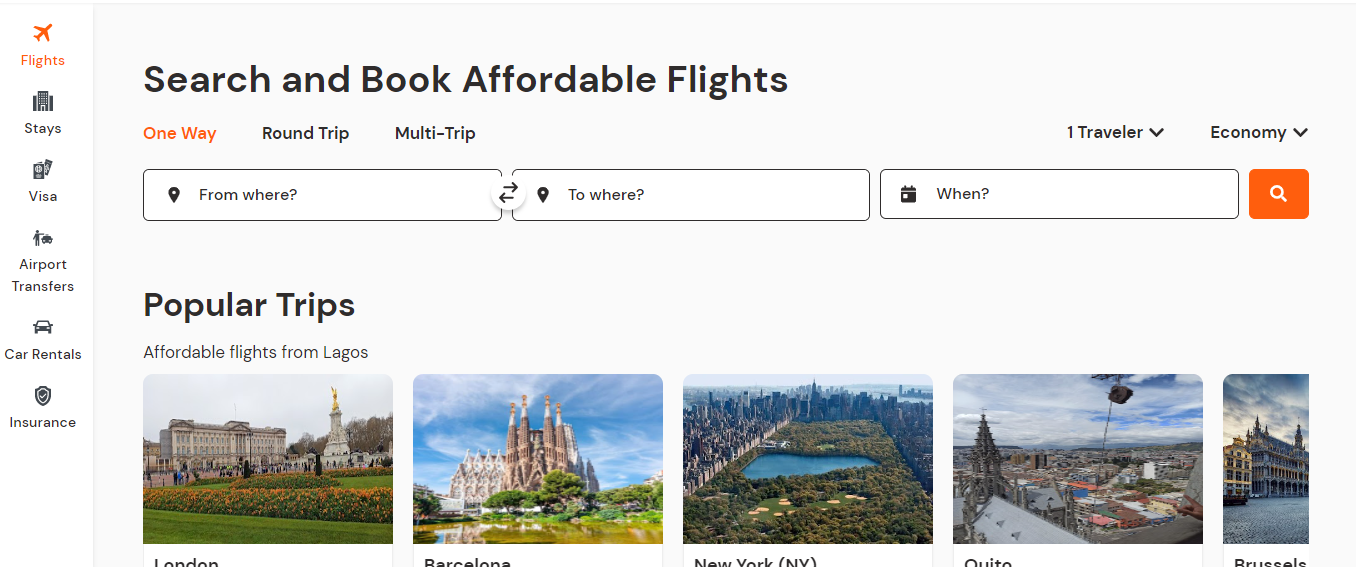 Flights
Stays
Visa
Airport
Transfers
Car Rentals
Insurance
Search and Book Affordable Flights
One Way
Round Trip
Multi-Trip
1 Traveler
Economy
From where?
To where?
When?
Popular Trips
Affordable flights from Lagos
London
Barcelona
New York (NY)
Quito
Brussels